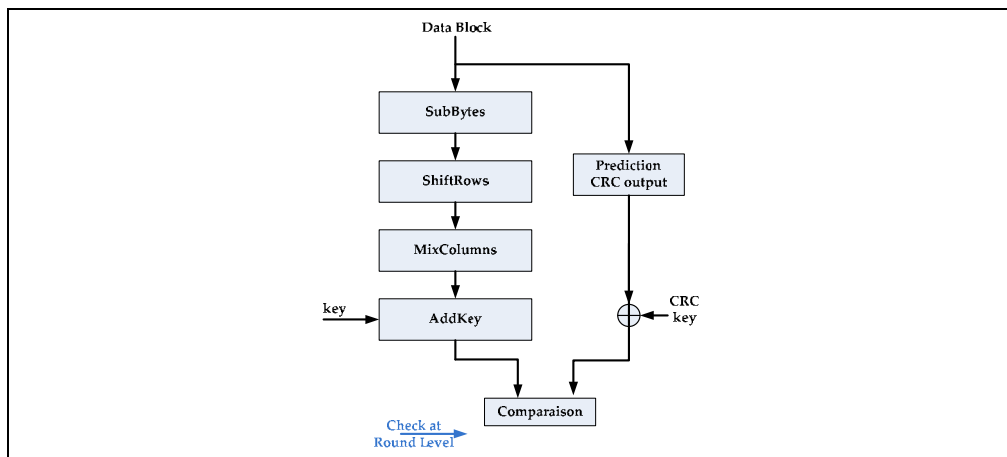 Data Block
SubBytes
Prediction
CRC output
ShiftRows
MixColumns
key
AddKey
CRC
key
Comparaison
Check at
Round Level